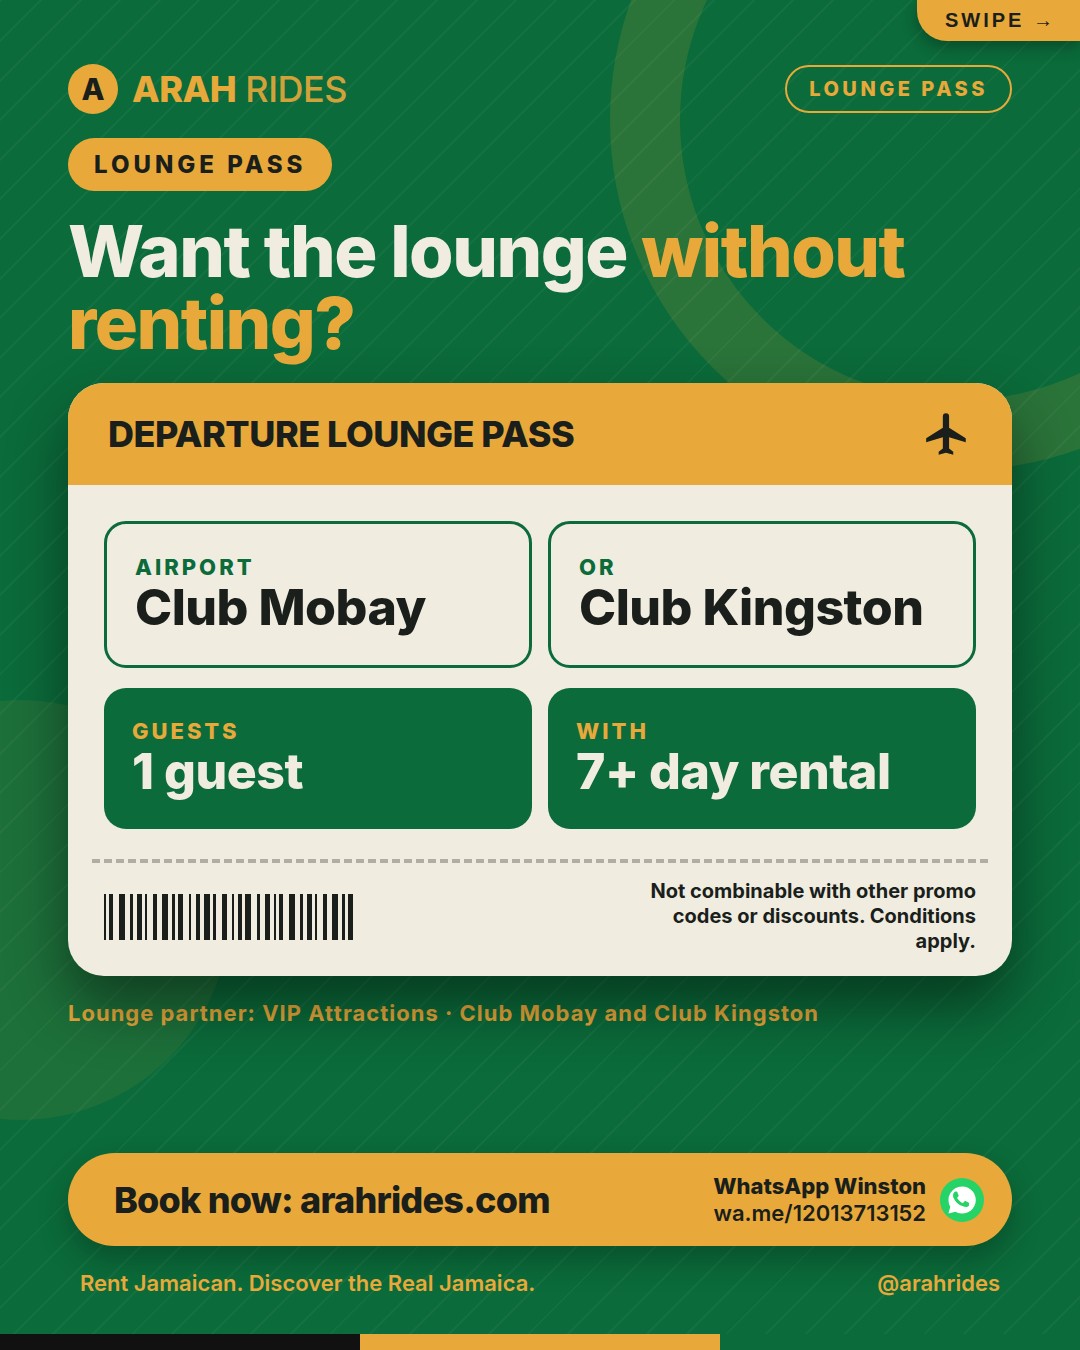 SWIPE →
A ARAH RIDES
LOUNGE PASS
LOUNGE PASS
Want the lounge without
renting?
DEPARTURE LOUNGE PASS
AIRPORT
Club Mobay
OR
Club Kingston
GUESTS
1 guest
WITH
7+ day rental
Not combinable with other promo
codes or discounts. Conditions
apply.
Lounge partner: VIP Attractions · Club Mobay and Club Kingston
Book now: arahrides.com
WhatsApp Winston
wa.me/12013713152
Rent Jamaican. Discover the Real Jamaica.
@arahrides